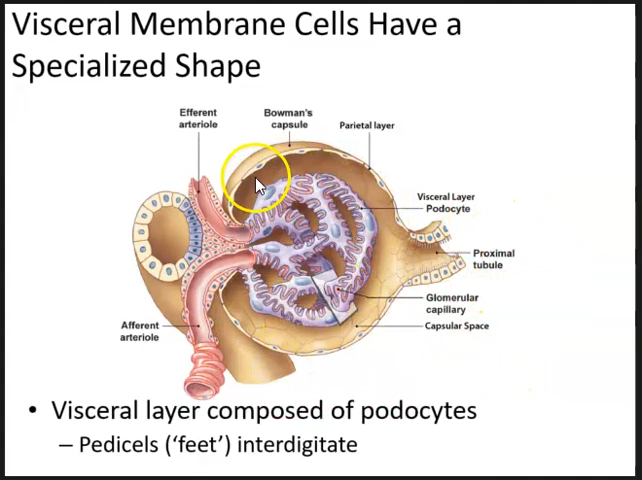 Visceral Membrane Cells Have a
Specialized Shape
Efferent
arteriole
Bowman's
capsule
Parietal layer
Visceral Layer
Podocyte
Proximal
tubule
Glomerular
capillary
Capsular Space
Afferent
arteriole
• Visceral layer composed of podocytes
– Pedicels ('feet') interdigitate